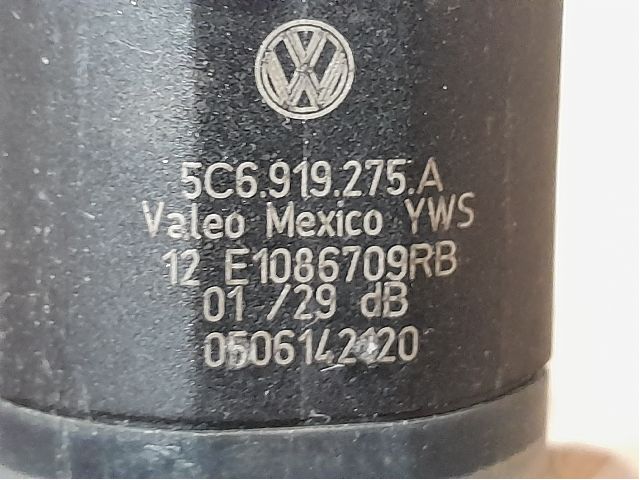 5C6.919.275.A
Valeo Mexico YWS
12 E1086709RB
01 /29 dB
0506142120